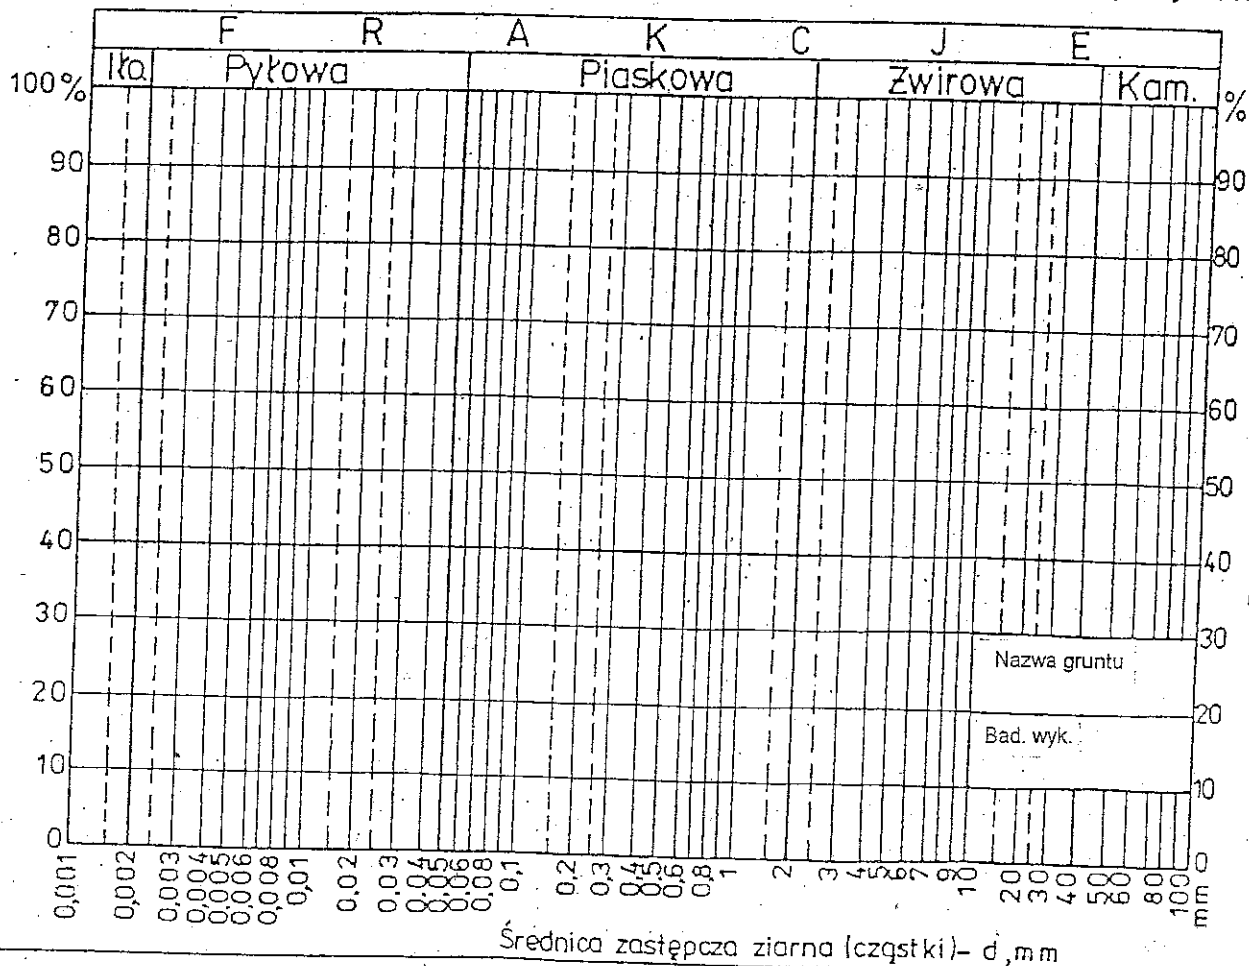 F R A K C J E
Iła Pyłowa Piaskowa Żwirowa Kam.
100% %
90 90
80 80
70 70
60 60
50 50
40 40
30 30
Nazwa gruntu
20 20
Bad. wyk.
10 10
0 0
0,001 0,002 0,003 0,004 0,005 0,006 0,008 0,01 0,02 0,03 0,04 0,05 0,06 0,08 0,1 0,2 0,3 0,4 0,5 0,6 0,8 1 2 3 4 5 6 7 9 10 20 30 40 50 60 80 100 mm
Średnica zastępcza ziarna (cząstki)- d,mm